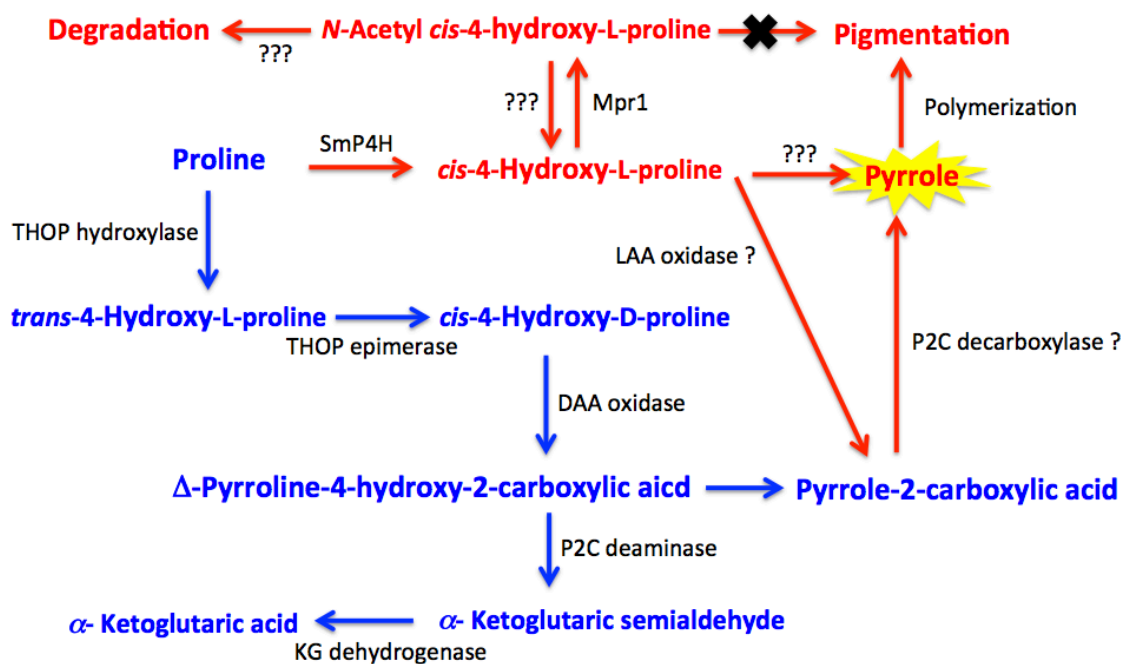 Degradation
N-Acetyl cis-4-hydroxy-L-proline
Pigmentation
???
???
Mpr1
Polymerization
Proline
SmP4H
cis-4-Hydroxy-L-proline
???
Pyrrole
THOP hydroxylase
LAA oxidase ?
trans-4-Hydroxy-L-proline
cis-4-Hydroxy-D-proline
THOP epimerase
P2C decarboxylase ?
DAA oxidase
Δ-Pyrroline-4-hydroxy-2-carboxylic aicd
Pyrrole-2-carboxylic acid
P2C deaminase
α- Ketoglutaric acid
α- Ketoglutaric semialdehyde
KG dehydrogenase